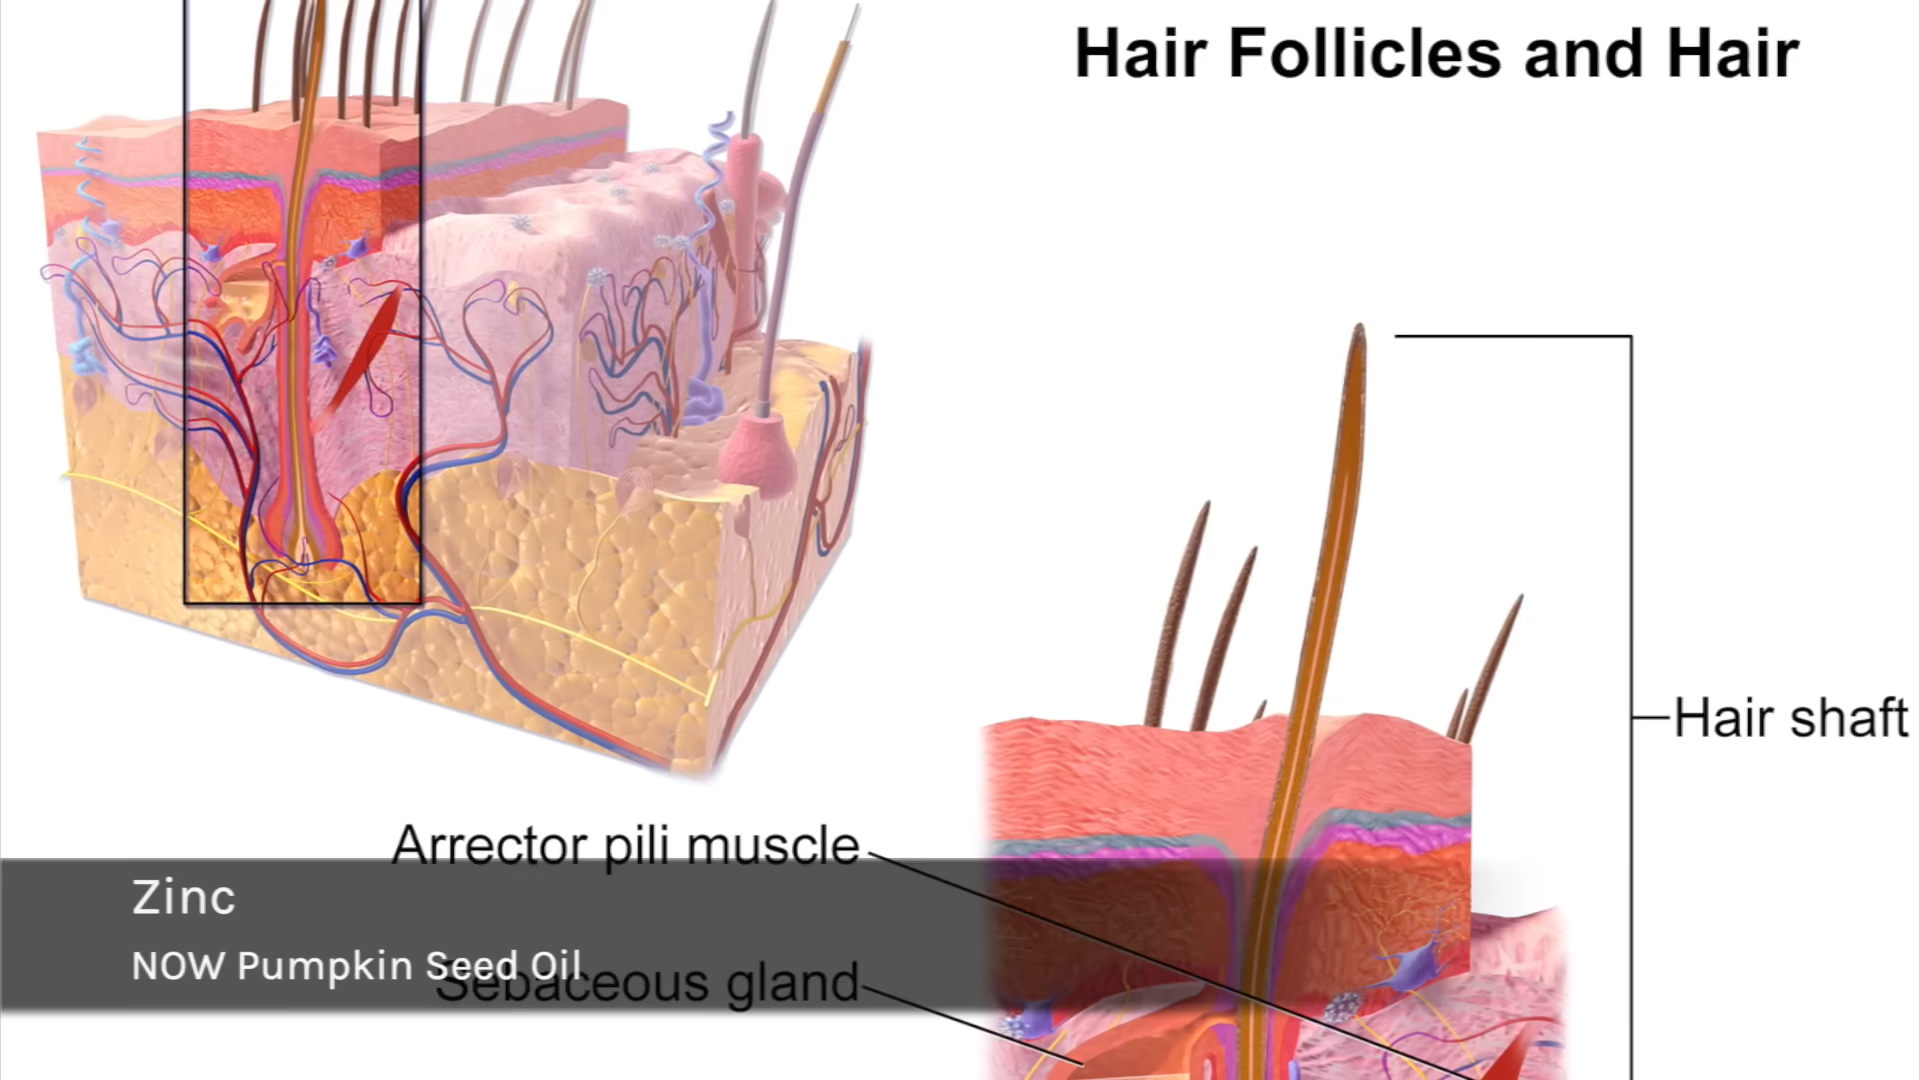 Hair Follicles and Hair
Hair shaft
Arrector pili muscle
Zinc
NOW Pumpkin Seed Oil
Sebaceous gland